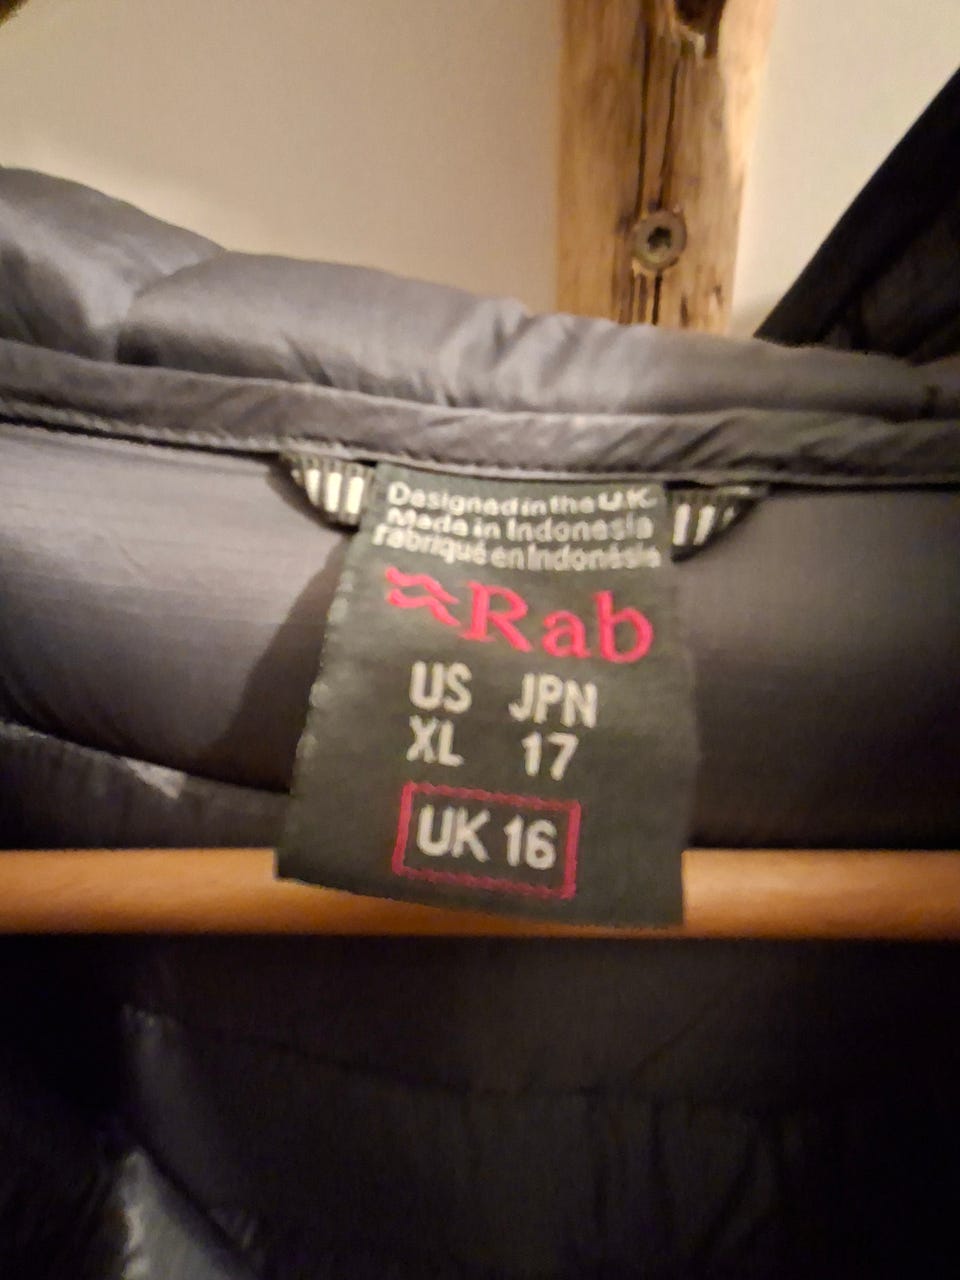 Designed in the U.K.
Made in Indonesia
Fabriqué en Indonésie
Rab
US JPN
XL 17
UK 16